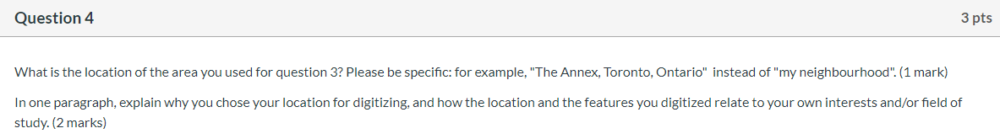 Question 4
3 pts
What is the location of the area you used for question 3? Please be specific: for example, "The Annex, Toronto, Ontario"  instead of "my neighbourhood". (1 mark)
In one paragraph, explain why you chose your location for digitizing, and how the location and the features you digitized relate to your own interests and/or field of
study. (2 marks)